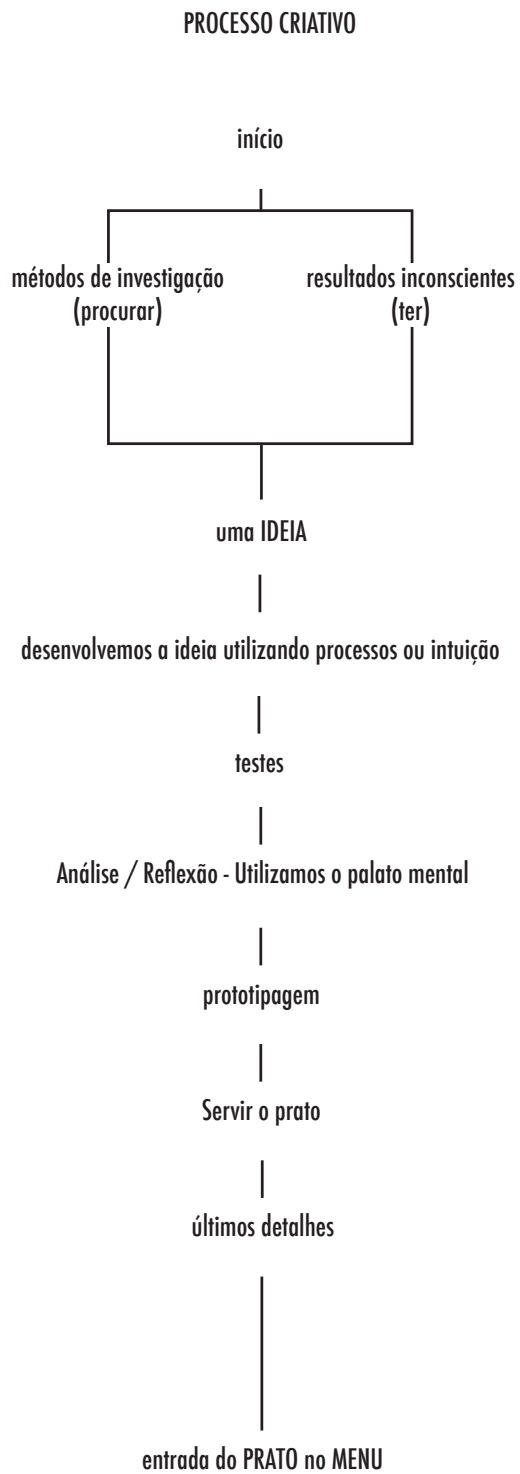 PROCESSO CRIATIVO
início
métodos de investigação
(procurar)
resultados inconscientes
(ter)
uma IDEIA
desenvolvemos a ideia utilizando processos ou intuição
testes
Análise / Reflexão - Utilizamos o palato mental
prototipagem
Servir o prato
últimos detalhes
entrada do PRATO no MENU